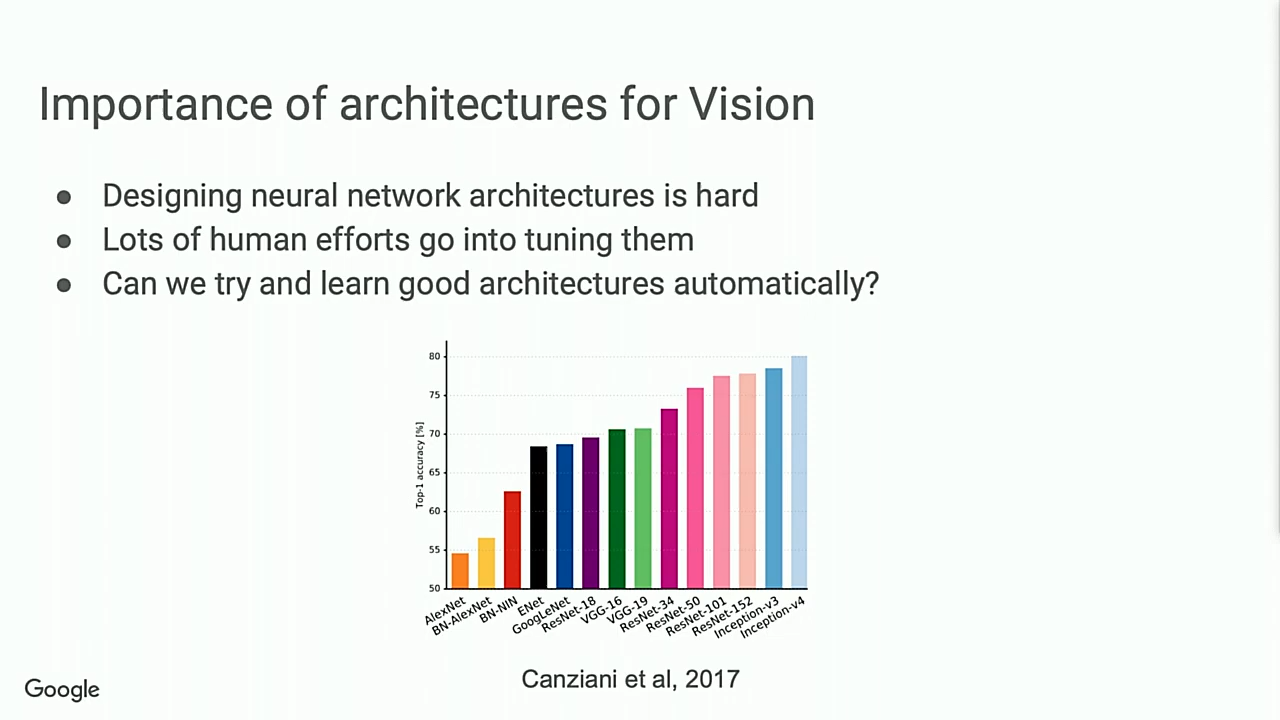 Importance of architectures for Vision
● Designing neural network architectures is hard
● Lots of human efforts go into tuning them
● Can we try and learn good architectures automatically?
Top-1 accuracy [%]
80
75
70
65
60
55
50
AlexNet
BN-AlexNet
BN-NIN
ENet
GoogLeNet
ResNet-18
VGG-16
VGG-19
ResNet-34
ResNet-50
ResNet-101
ResNet-152
Inception-v3
Inception-v4
Canziani et al, 2017
Google